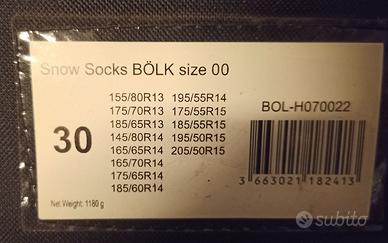 Snow Socks BÖLK size 00
30
155/80R13 195/55R14
175/70R13 175/55R15
185/65R13 185/55R15
145/80R14 195/50R15
165/65R14 205/50R15
165/70R14
175/65R14
185/60R14
Net Weight: 1180 g
BOL-H070022
3 663021 182413
subito